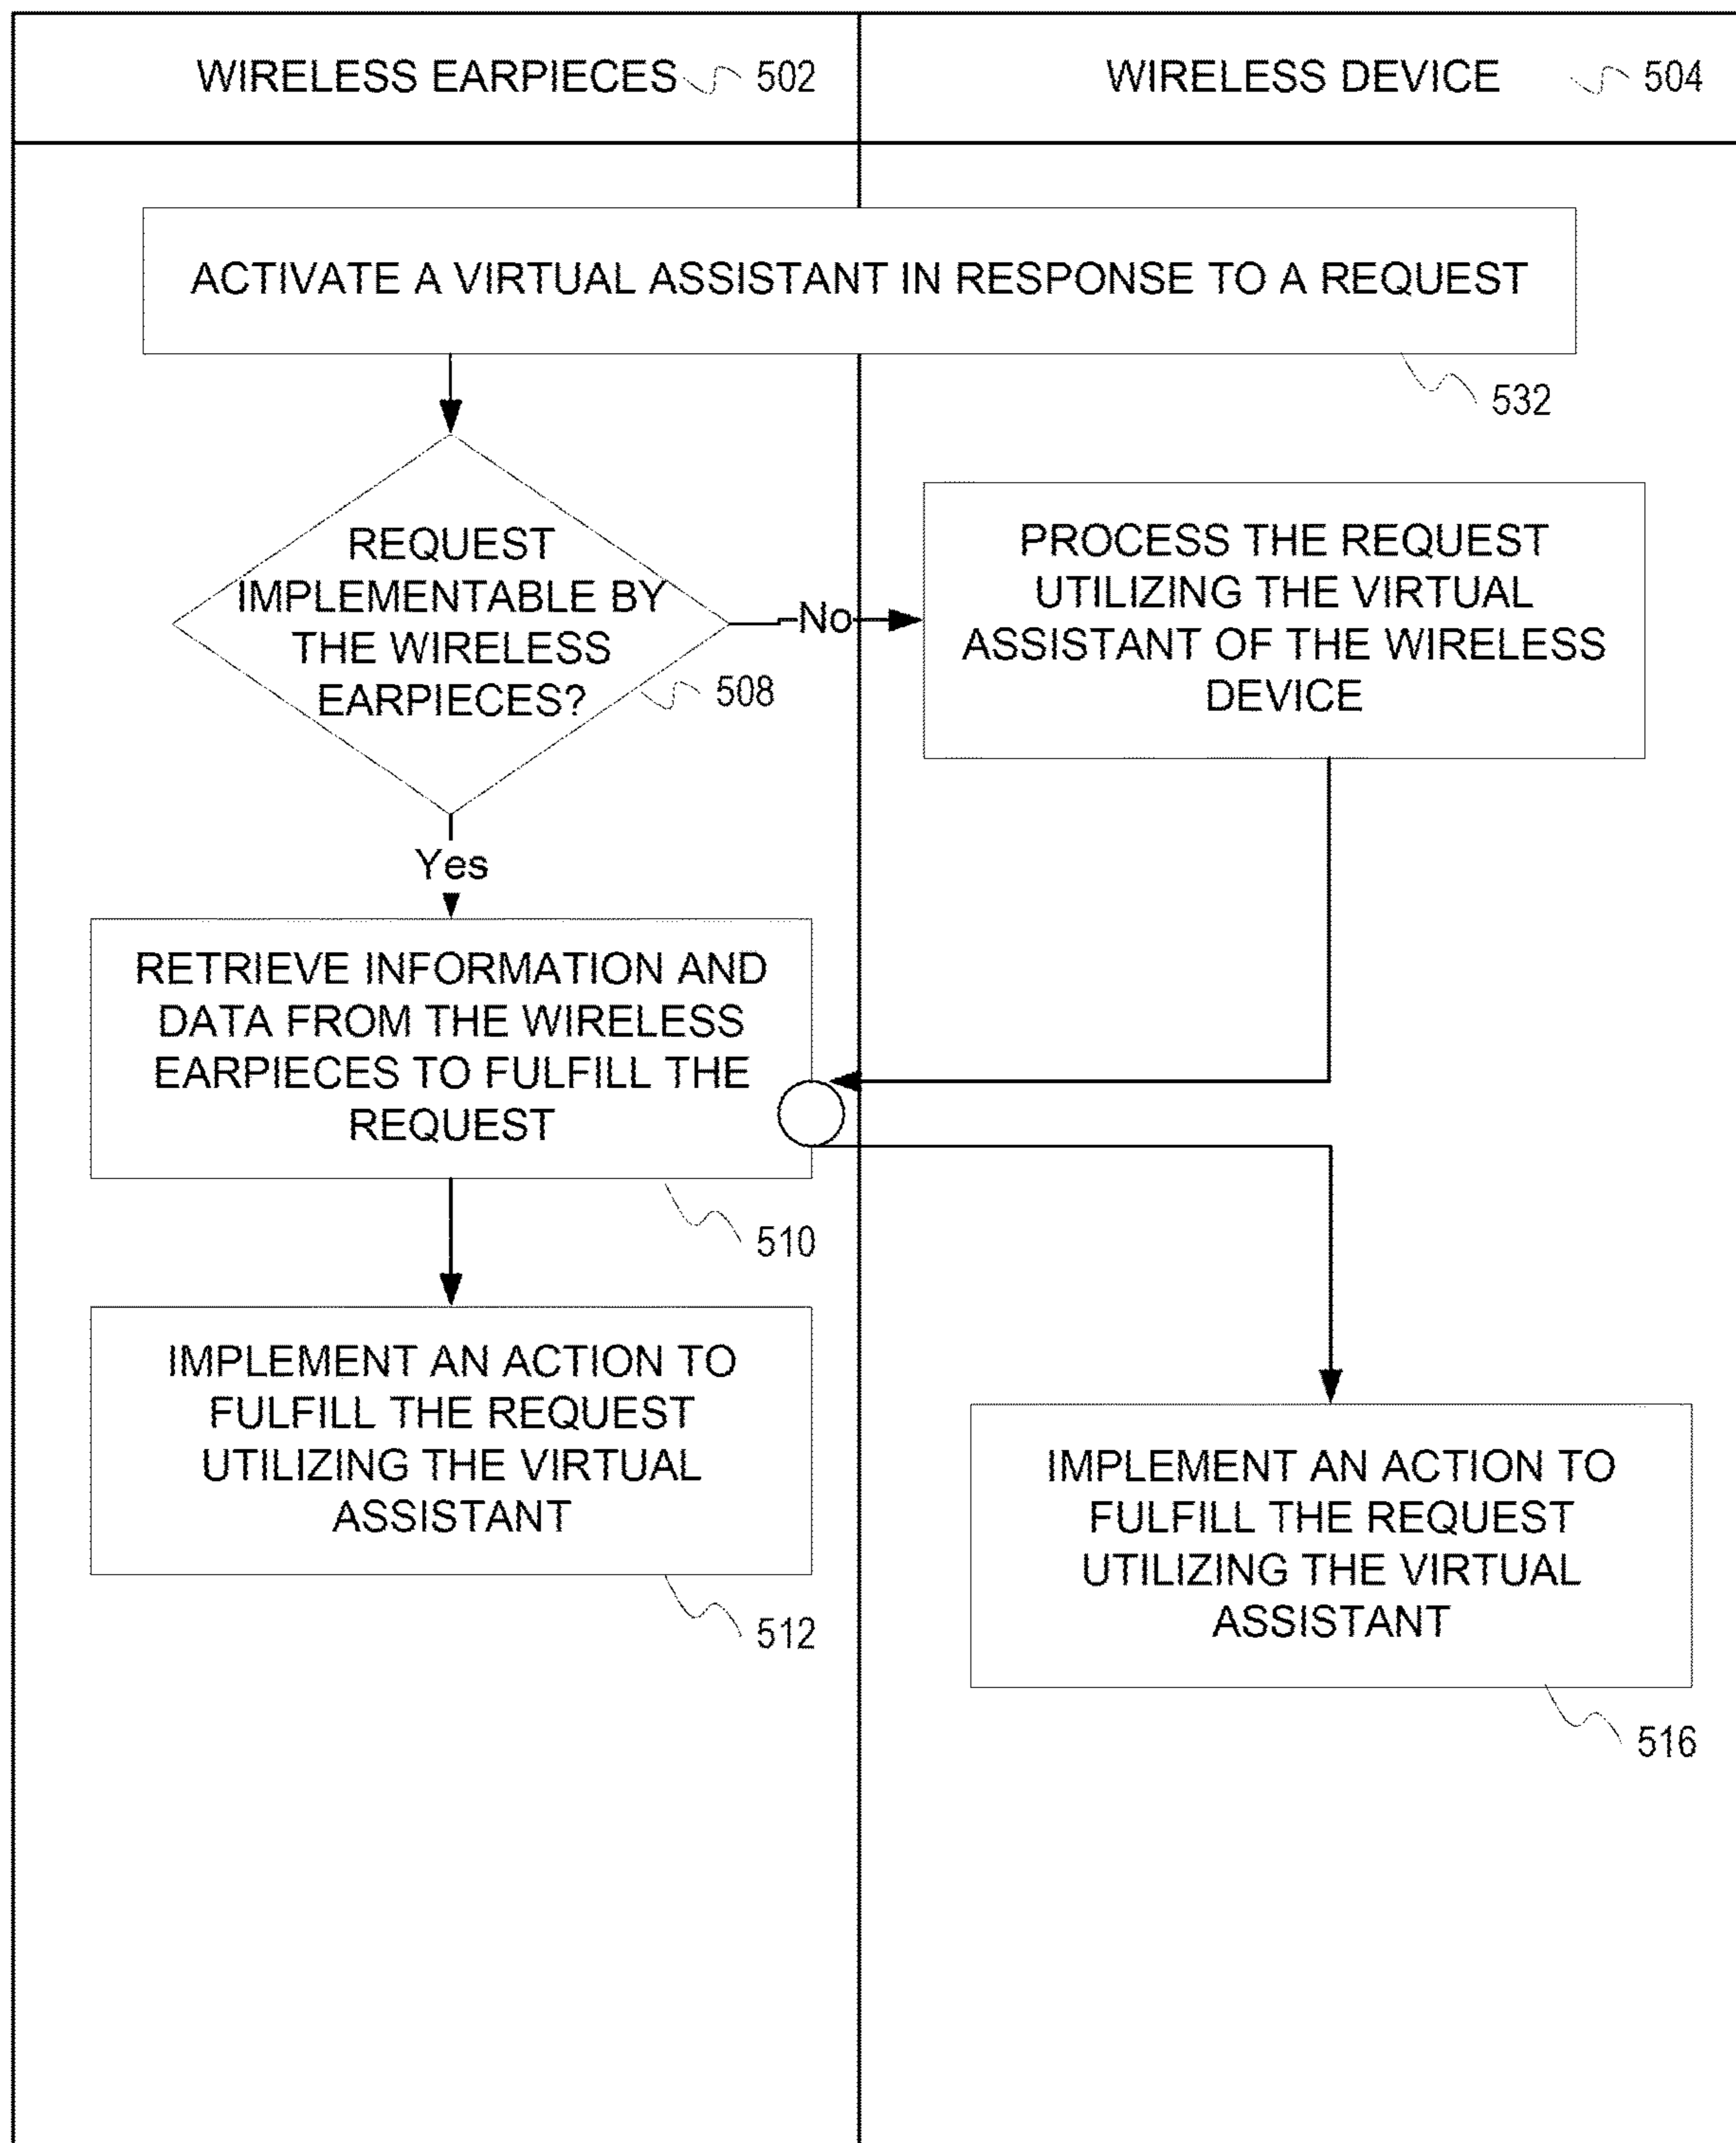 WIRELESS EARPIECES 502
WIRELESS DEVICE 504
ACTIVATE A VIRTUAL ASSISTANT IN RESPONSE TO A REQUEST
532
REQUEST
IMPLEMENTABLE BY
THE WIRELESS
EARPIECES?
508
No
PROCESS THE REQUEST
UTILIZING THE VIRTUAL
ASSISTANT OF THE WIRELESS
DEVICE
Yes
RETRIEVE INFORMATION AND
DATA FROM THE WIRELESS
EARPIECES TO FULFILL THE
REQUEST
510
IMPLEMENT AN ACTION TO
FULFILL THE REQUEST
UTILIZING THE VIRTUAL
ASSISTANT
512
IMPLEMENT AN ACTION TO
FULFILL THE REQUEST
UTILIZING THE VIRTUAL
ASSISTANT
516